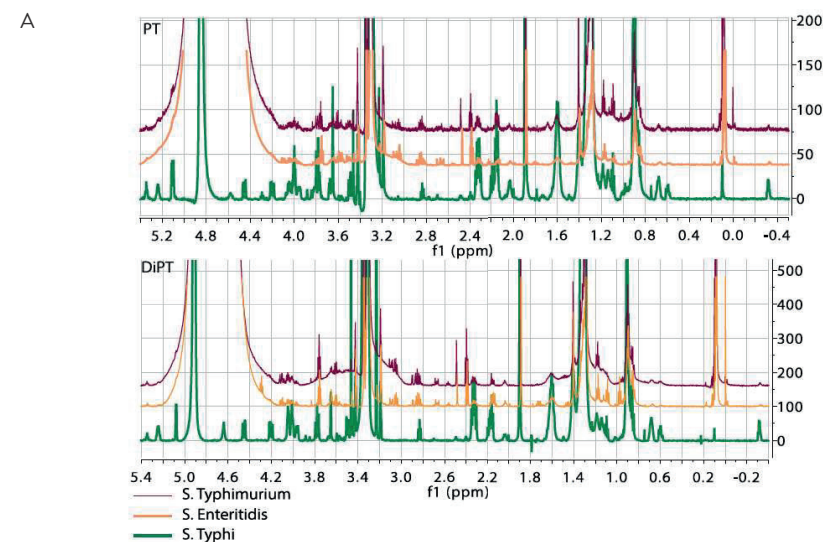 A
PT
200
150
100
50
0
5.2 4.8 4.4 4.0 3.6 3.2 2.8 2.4 2.0 1.6 1.2 0.8 0.4 0.0 -0.4
f1 (ppm)
DiPT
500
400
300
200
100
0
5.4 5.0 4.6 4.2 3.8 3.4 3.0 2.6 2.2 1.8 1.4 1.0 0.6 0.2 -0.2
f1 (ppm)
S. Typhimurium
S. Enteritidis
S. Typhi